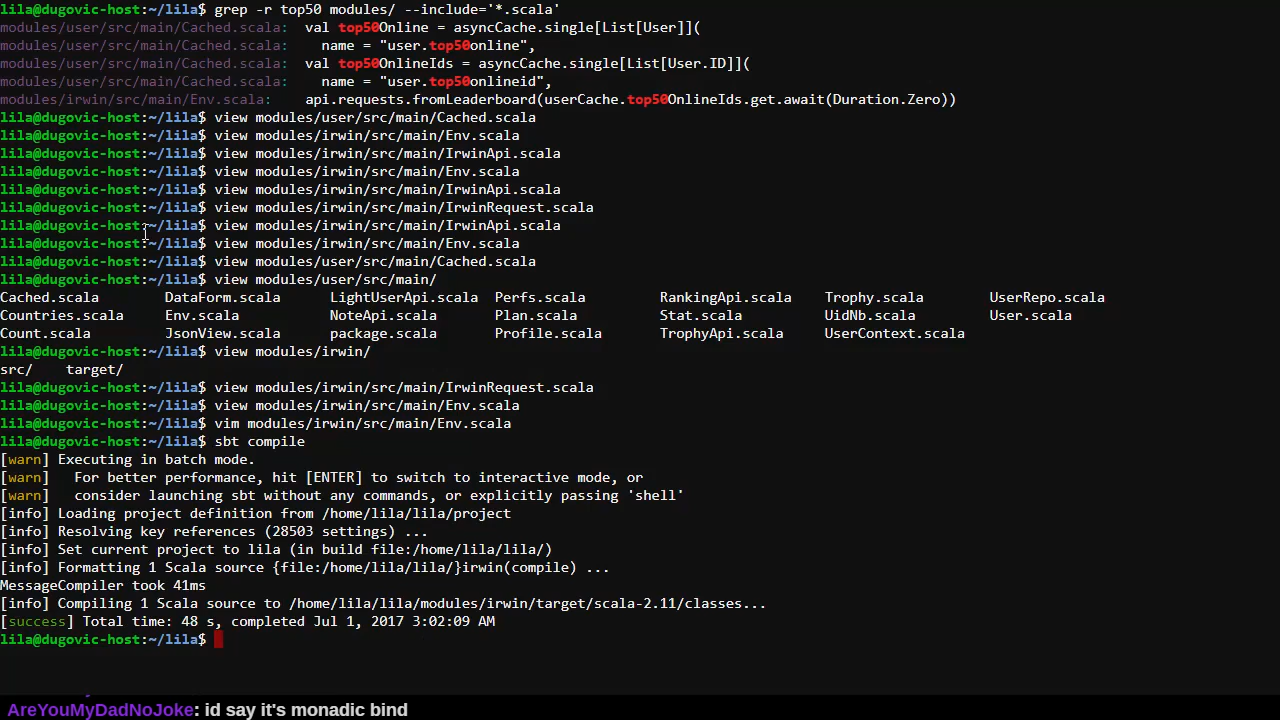 lila@dugovic-host:~/lila$ grep -r top50 modules/ --include='*.scala'
modules/user/src/main/Cached.scala:  val top50Online = asyncCache.single[List[User]](
modules/user/src/main/Cached.scala:    name = "user.top50online",
modules/user/src/main/Cached.scala:  val top50OnlineIds = asyncCache.single[List[User.ID]](
modules/user/src/main/Cached.scala:    name = "user.top50onlineid",
modules/irwin/src/main/Env.scala:    api.requests.fromLeaderboard(userCache.top50OnlineIds.get.await(Duration.Zero))
lila@dugovic-host:~/lila$ view modules/user/src/main/Cached.scala
lila@dugovic-host:~/lila$ view modules/irwin/src/main/Env.scala
lila@dugovic-host:~/lila$ view modules/irwin/src/main/IrwinApi.scala
lila@dugovic-host:~/lila$ view modules/irwin/src/main/Env.scala
lila@dugovic-host:~/lila$ view modules/irwin/src/main/IrwinApi.scala
lila@dugovic-host:~/lila$ view modules/irwin/src/main/IrwinRequest.scala
lila@dugovic-host:~/lila$ view modules/irwin/src/main/IrwinApi.scala
lila@dugovic-host:~/lila$ view modules/irwin/src/main/Env.scala
lila@dugovic-host:~/lila$ view modules/user/src/main/Cached.scala
lila@dugovic-host:~/lila$ view modules/user/src/main/
Cached.scala        DataForm.scala      LightUserApi.scala  Perfs.scala         RankingApi.scala    Trophy.scala        UserRepo.scala
Countries.scala     Env.scala           NoteApi.scala       Plan.scala          Stat.scala          UidNb.scala         User.scala
Count.scala         JsonView.scala      package.scala       Profile.scala       TrophyApi.scala     UserContext.scala
lila@dugovic-host:~/lila$ view modules/irwin/
src/    target/
lila@dugovic-host:~/lila$ view modules/irwin/src/main/IrwinRequest.scala
lila@dugovic-host:~/lila$ view modules/irwin/src/main/Env.scala
lila@dugovic-host:~/lila$ vim modules/irwin/src/main/Env.scala
lila@dugovic-host:~/lila$ sbt compile
[warn] Executing in batch mode.
[warn]   For better performance, hit [ENTER] to switch to interactive mode, or
[warn]   consider launching sbt without any commands, or explicitly passing 'shell'
[info] Loading project definition from /home/lila/lila/project
[info] Resolving key references (28503 settings) ...
[info] Set current project to lila (in build file:/home/lila/lila/)
[info] Formatting 1 Scala source {file:/home/lila/lila/}irwin(compile) ...
MessageCompiler took 41ms
[info] Compiling 1 Scala source to /home/lila/lila/modules/irwin/target/scala-2.11/classes...
[success] Total time: 48 s, completed Jul 1, 2017 3:02:09 AM
lila@dugovic-host:~/lila$
AreYouMyDadNoJoke: id say it's monadic bind